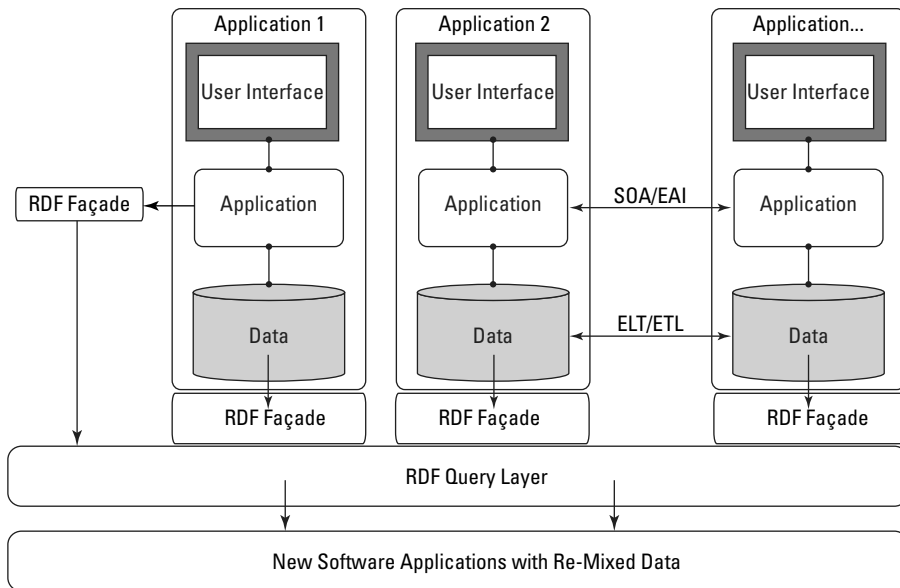 Application 1
Application 2
Application...
User Interface
User Interface
User Interface
RDF Façade
Application
Application
SOA/EAI
Application
Data
Data
ELT/ETL
Data
RDF Façade
RDF Façade
RDF Façade
RDF Query Layer
New Software Applications with Re-Mixed Data